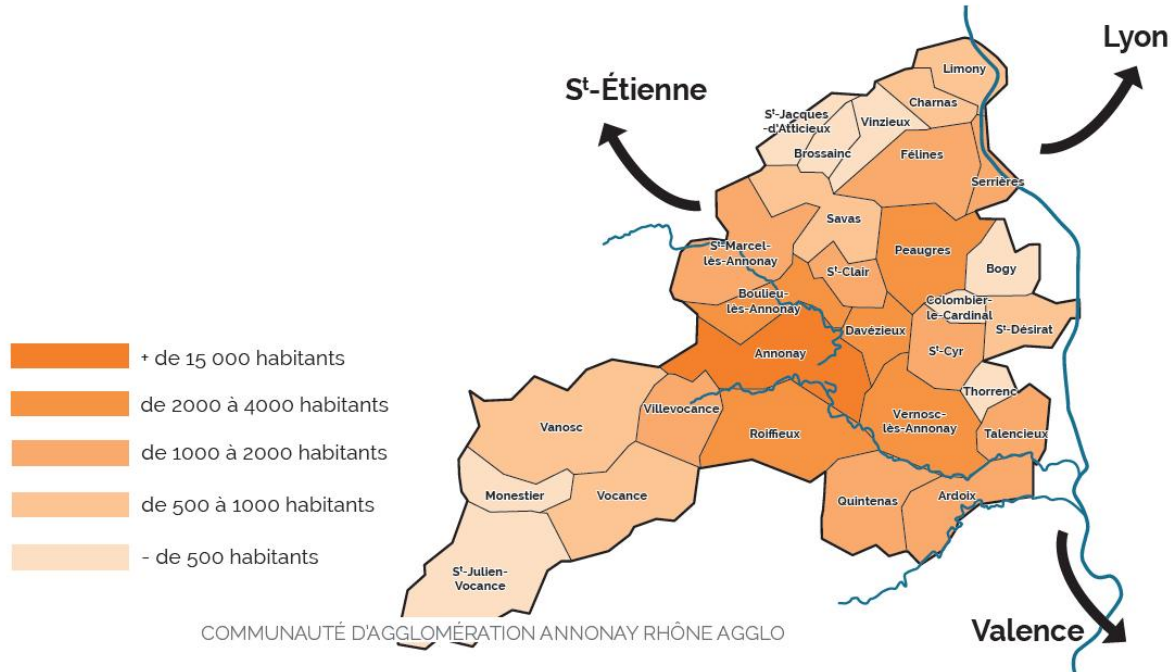 Lyon
Sᵗ-Étienne
Limony
Charnas
Sᵗ-Jacques
-d'Atticieux
Vinzieux
Brossainc
Félines
Serrières
Savas
Peaugres
Sᵗ-Marcel
-lès-Annonay
Sᵗ-Clair
Bogy
Boulieu-
lès-Annonay
Colombier-
le-Cardinal
Davézieux
Sᵗ-Désirat
Sᵗ-Cyr
Annonay
Thorrenc
Villevocance
Vernosc-
lès-Annonay
Vanosc
Roiffieux
Talencieux
Monestier
Vocance
Quintenas
Ardoix
Sᵗ-Julien-
Vocance
+ de 15 000 habitants
de 2000 à 4000 habitants
de 1000 à 2000 habitants
de 500 à 1000 habitants
- de 500 habitants
COMMUNAUTÉ D'AGGLOMÉRATION ANNONAY RHÔNE AGGLO
Valence